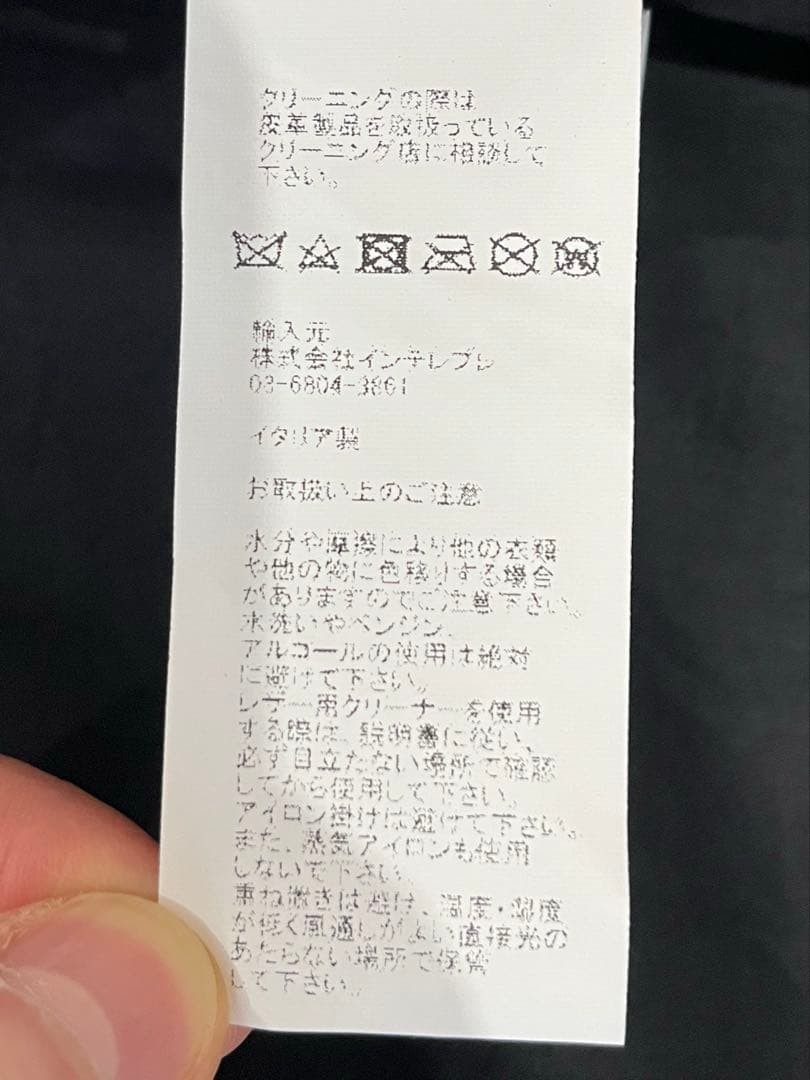 クリーニングの際は
皮革製品を取扱っている
クリーニング店に相談して
下さい。
輸入元
株式会社インテレプレ
03-6804-3861
イタリア製
お取扱い上のご注意
水分や摩擦により他の衣類
や他の物に色移りする場合
がありますのでご注意下さい。
水洗いやベンジン、
アルコールの使用は絶対
に避けて下さい。
レザー用クリーナーを使用
する際は、説明書に従い、
必ず目立たない場所で確認
してから使用して下さい。
アイロン掛けは避けて下さい。
また、蒸気アイロンも使用
しないで下さい。
重ね置きは避け、温度・湿度
が低く風通しがよい直接光の
あたらない場所で保管
して下さい。